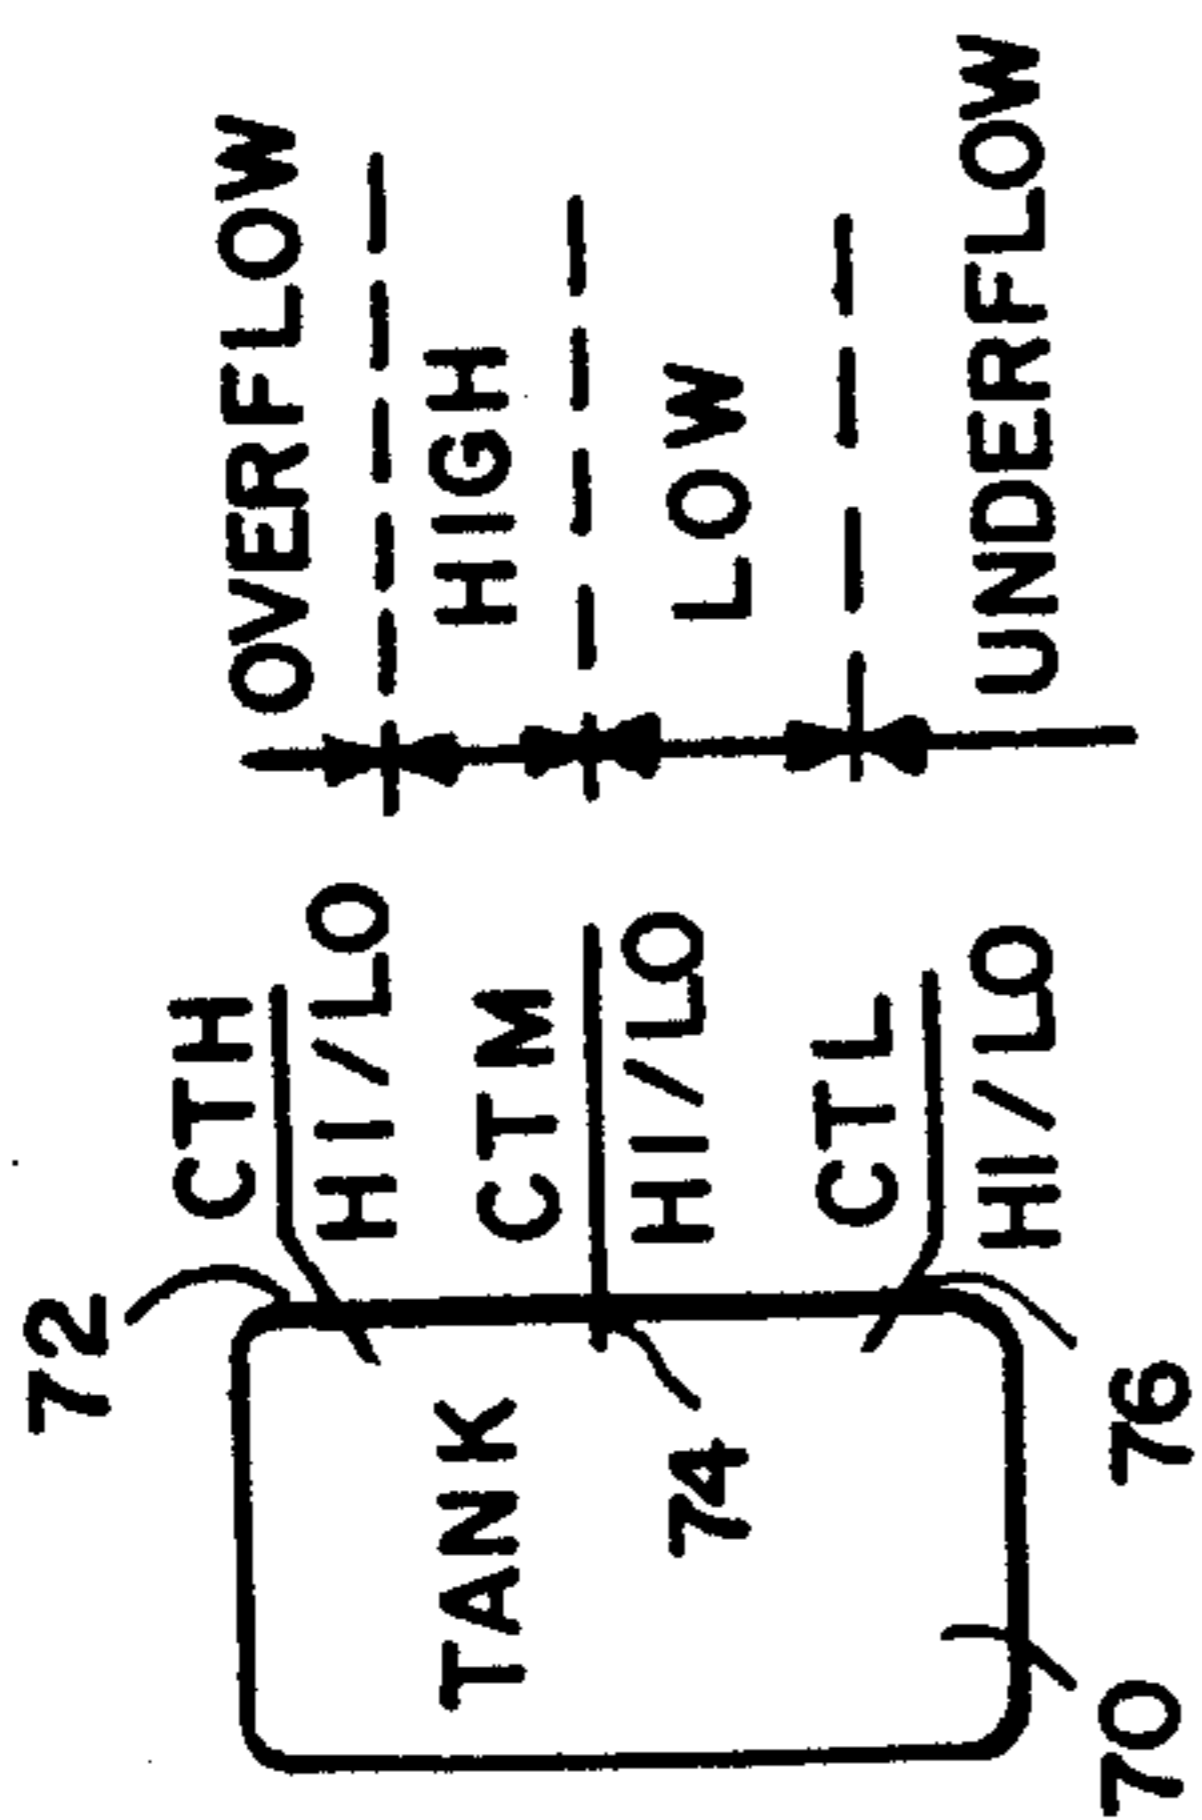 72
CTH
HI/LO
OVERFLOW
TANK
CTM
HIGH
HI/LO
LOW
74
CTL
HI/LO
UNDERFLOW
70
76